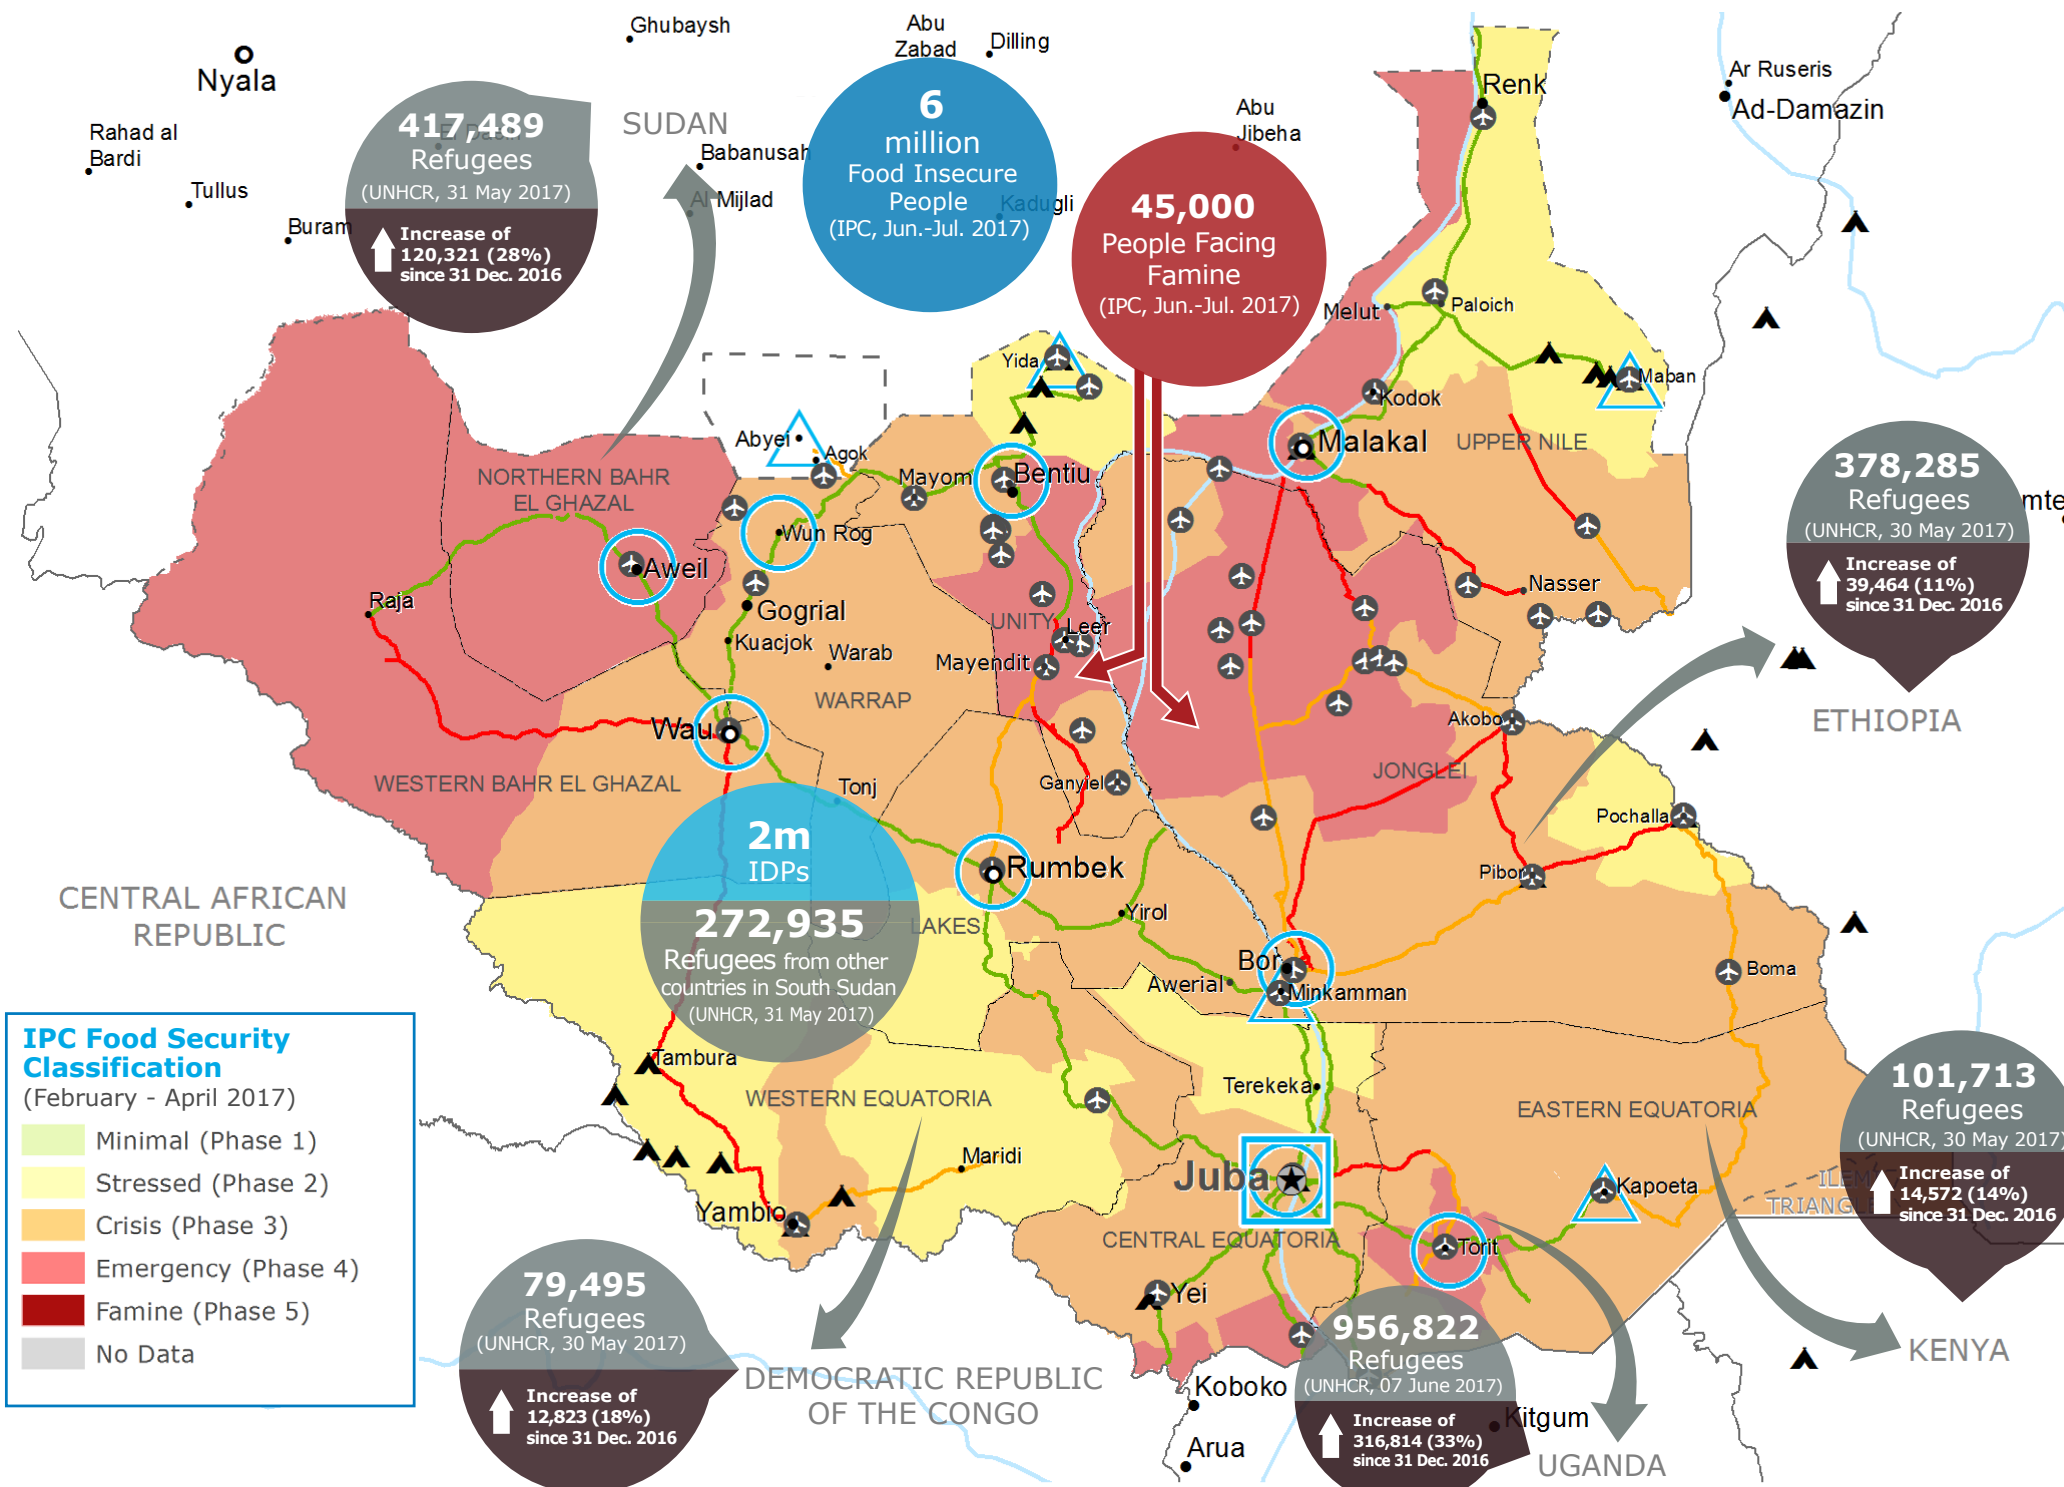 Ghubaysh
Abu
Zabad
Dilling
Nyala
Renk
Ar Ruseris
Ad-Damazin
Rahad al
Bardi
Tullus
Buram
417,489
Refugees
(UNHCR, 31 May 2017)
Increase of
120,321 (28%)
since 31 Dec. 2016
SUDAN
Babanusah
Al Mijlad
6
million
Food Insecure
People
(IPC, Jun.-Jul. 2017)
Kadugli
Abu
Jibeha
45,000
People Facing
Famine
(IPC, Jun.-Jul. 2017)
Melut
Paloich
Yida
Maban
Kodok
Abyei
Agok
Mayom
Bentiu
Malakal
UPPER NILE
NORTHERN BAHR
EL GHAZAL
Wun Rog
Aweil
Raja
Gogrial
Kuacjok
Warab
WARRAP
UNITY
Leer
Mayendit
Nasser
378,285
Refugees
(UNHCR, 30 May 2017)
Increase of
39,464 (11%)
since 31 Dec. 2016
ETHIOPIA
Wau
WESTERN BAHR EL GHAZAL
Tonj
Ganyiel
Akobo
JONGLEI
Pochalla
Pibor
2m
IDPs
272,935
Refugees from other
countries in South Sudan
(UNHCR, 31 May 2017)
Rumbek
LAKES
Yirol
Bor
Awerial
Minkamman
Boma
CENTRAL AFRICAN
REPUBLIC
IPC Food Security
Classification
(February - April 2017)
Minimal (Phase 1)
Stressed (Phase 2)
Crisis (Phase 3)
Emergency (Phase 4)
Famine (Phase 5)
No Data
Tambura
WESTERN EQUATORIA
Terekeka
EASTERN EQUATORIA
Maridi
Yambio
Juba
Kapoeta
CENTRAL EQUATORIA
Torit
Yei
101,713
Refugees
(UNHCR, 30 May 2017)
Increase of
14,572 (14%)
since 31 Dec. 2016
TRIANGLE
KENYA
79,495
Refugees
(UNHCR, 30 May 2017)
Increase of
12,823 (18%)
since 31 Dec. 2016
DEMOCRATIC REPUBLIC
OF THE CONGO
Koboko
Arua
956,822
Refugees
(UNHCR, 07 June 2017)
Increase of
316,814 (33%)
since 31 Dec. 2016
Kitgum
UGANDA